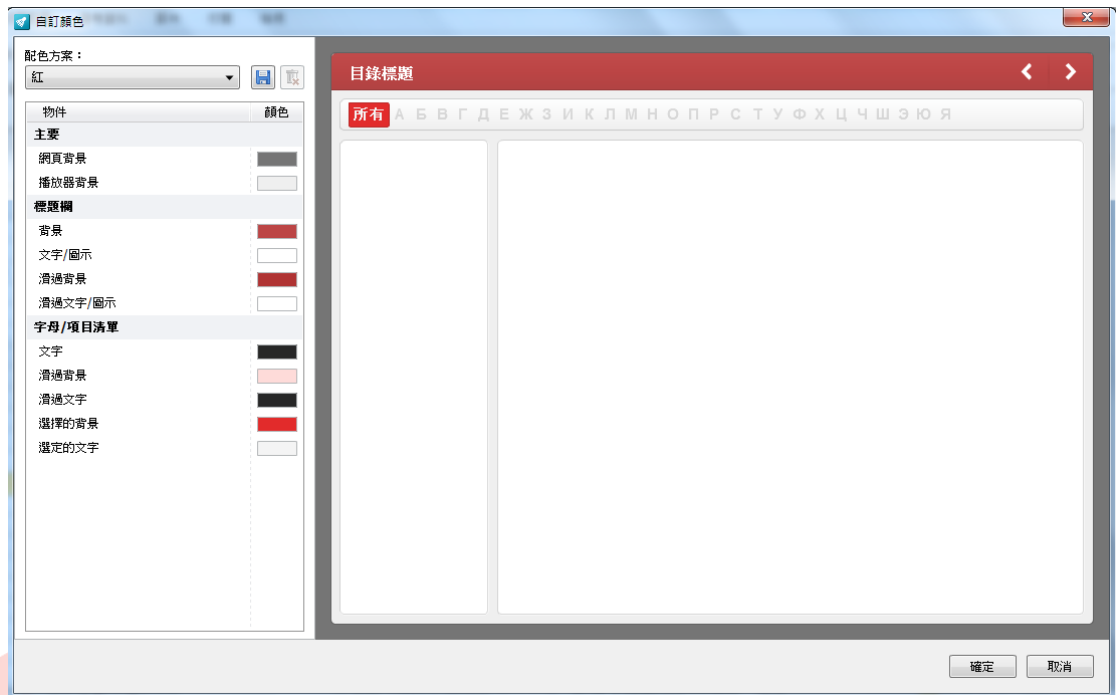 自訂顏色
配色方案：
紅
物件 顏色
主要
網頁背景
播放器背景
標題欄
背景
文字/圖示
滑過背景
滑過文字/圖示
字母/項目清單
文字
滑過背景
滑過文字
選擇的背景
選定的文字
目錄標題
所有 А Б В Г Д Е Ж З И К Л М Н О П Р С Т У Ф Х Ц Ч Ш Э Ю Я
確定 取消